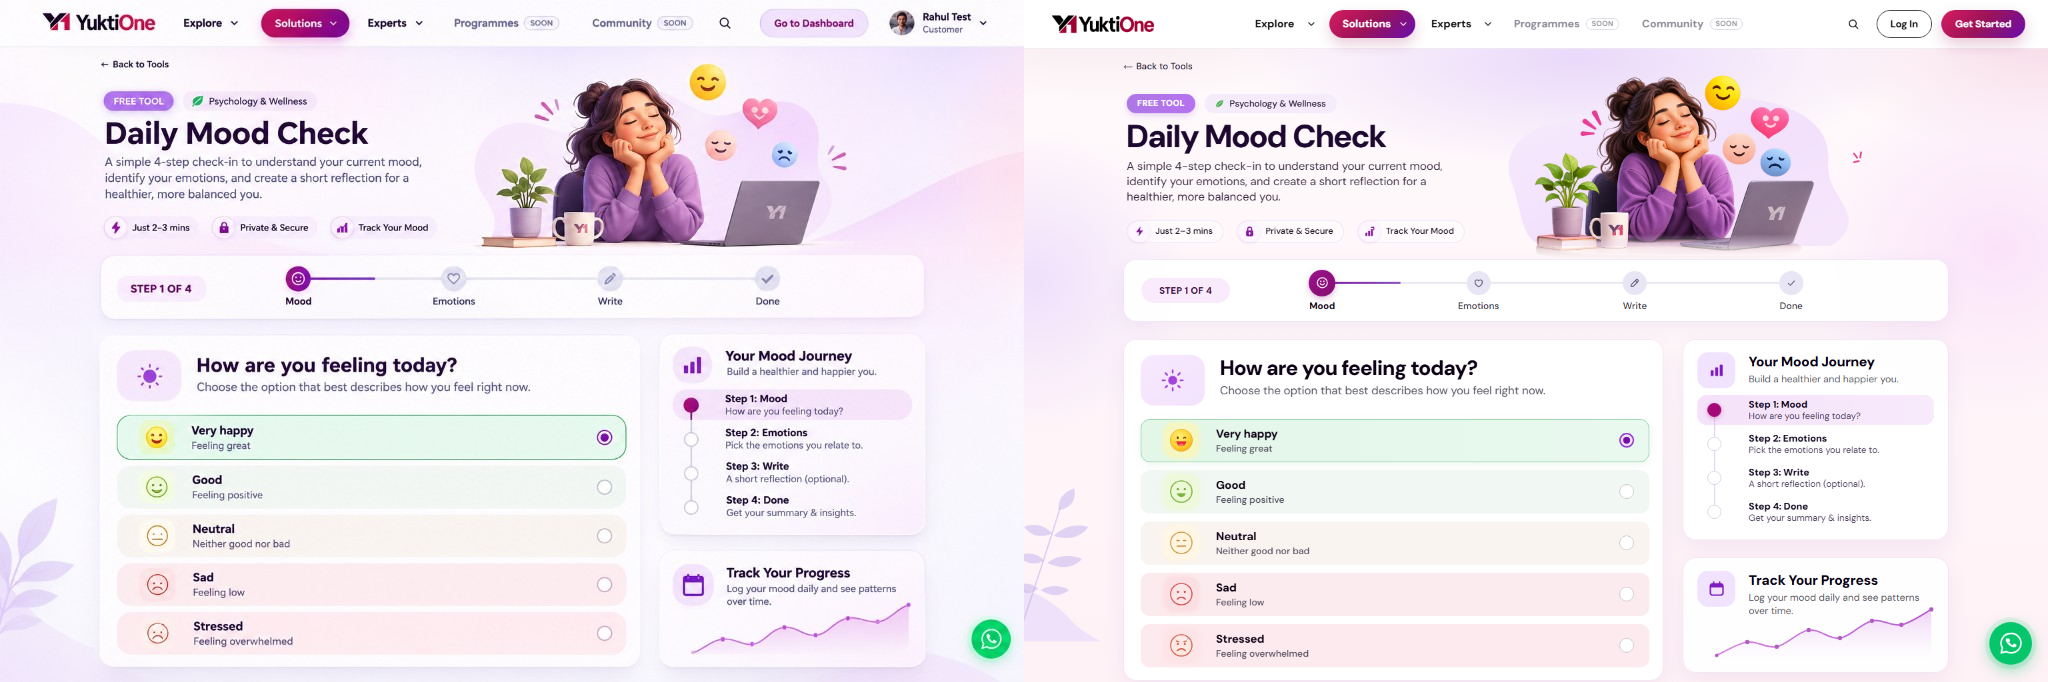 YuktiOne
Explore
Solutions
Experts
Programmes SOON
Community SOON
Go to Dashboard
Rahul Test
Customer
← Back to Tools
FREE TOOL
Psychology & Wellness
Daily Mood Check
A simple 4-step check-in to understand your current mood,
identify your emotions, and create a short reflection for a
healthier, more balanced you.
Just 2-3 mins
Private & Secure
Track Your Mood
STEP 1 OF 4
Mood
Emotions
Write
Done
How are you feeling today?
Choose the option that best describes how you feel right now.
Very happy
Feeling great
Good
Feeling positive
Neutral
Neither good nor bad
Sad
Feeling low
Stressed
Feeling overwhelmed
Your Mood Journey
Build a healthier and happier you.
Step 1: Mood
How are you feeling today?
Step 2: Emotions
Pick the emotions you relate to.
Step 3: Write
A short reflection (optional).
Step 4: Done
Get your summary & insights.
Track Your Progress
Log your mood daily and see patterns
over time.
YuktiOne
Explore
Solutions
Experts
Programmes SOON
Community SOON
Log In
Get Started
← Back to Tools
FREE TOOL
Psychology & Wellness
Daily Mood Check
A simple 4-step check-in to understand your current mood,
identify your emotions, and create a short reflection for a
healthier, more balanced you.
Just 2-3 mins
Private & Secure
Track Your Mood
STEP 1 OF 4
Mood
Emotions
Write
Done
How are you feeling today?
Choose the option that best describes how you feel right now.
Very happy
Feeling great
Good
Feeling positive
Neutral
Neither good nor bad
Sad
Feeling low
Stressed
Feeling overwhelmed
Your Mood Journey
Build a healthier and happier you.
Step 1: Mood
How are you feeling today?
Step 2: Emotions
Pick the emotions you relate to.
Step 3: Write
A short reflection (optional).
Step 4: Done
Get your summary & insights.
Track Your Progress
Log your mood daily and see patterns
over time.